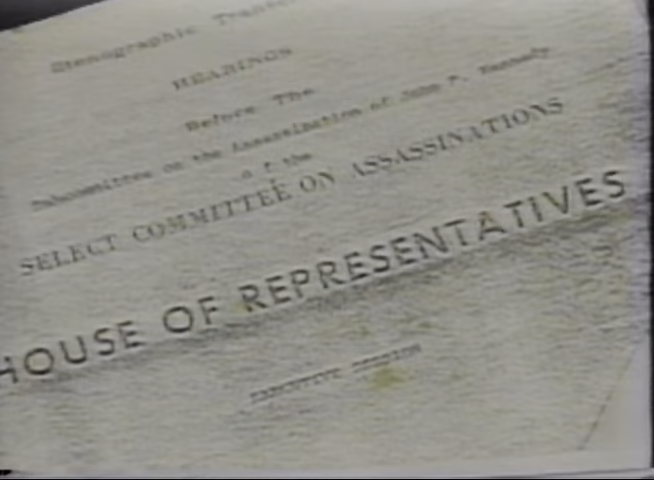 Stenographic Transcript
HEARINGS
Before The
Subcommittee on the Assassination of John F. Kennedy
of the
SELECT COMMITTEE ON ASSASSINATIONS
HOUSE OF REPRESENTATIVES
EXECUTIVE SESSION